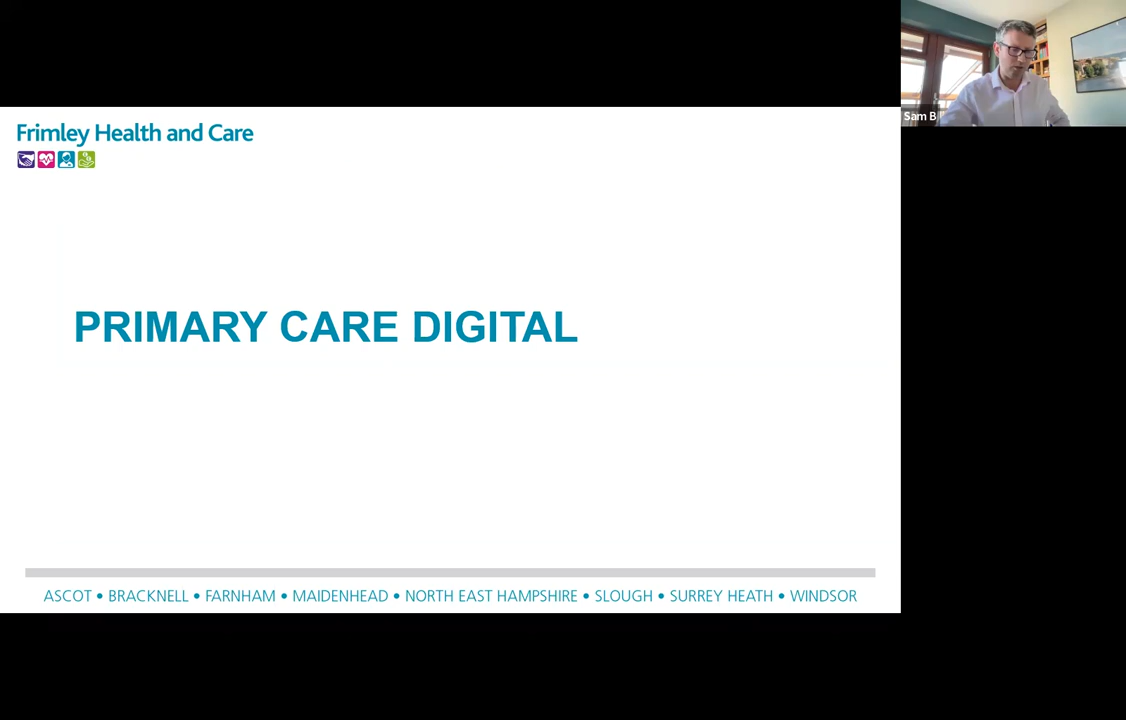 Frimley Health and Care
PRIMARY CARE DIGITAL
ASCOT • BRACKNELL • FARNHAM • MAIDENHEAD • NORTH EAST HAMPSHIRE • SLOUGH • SURREY HEATH • WINDSOR
Sam B